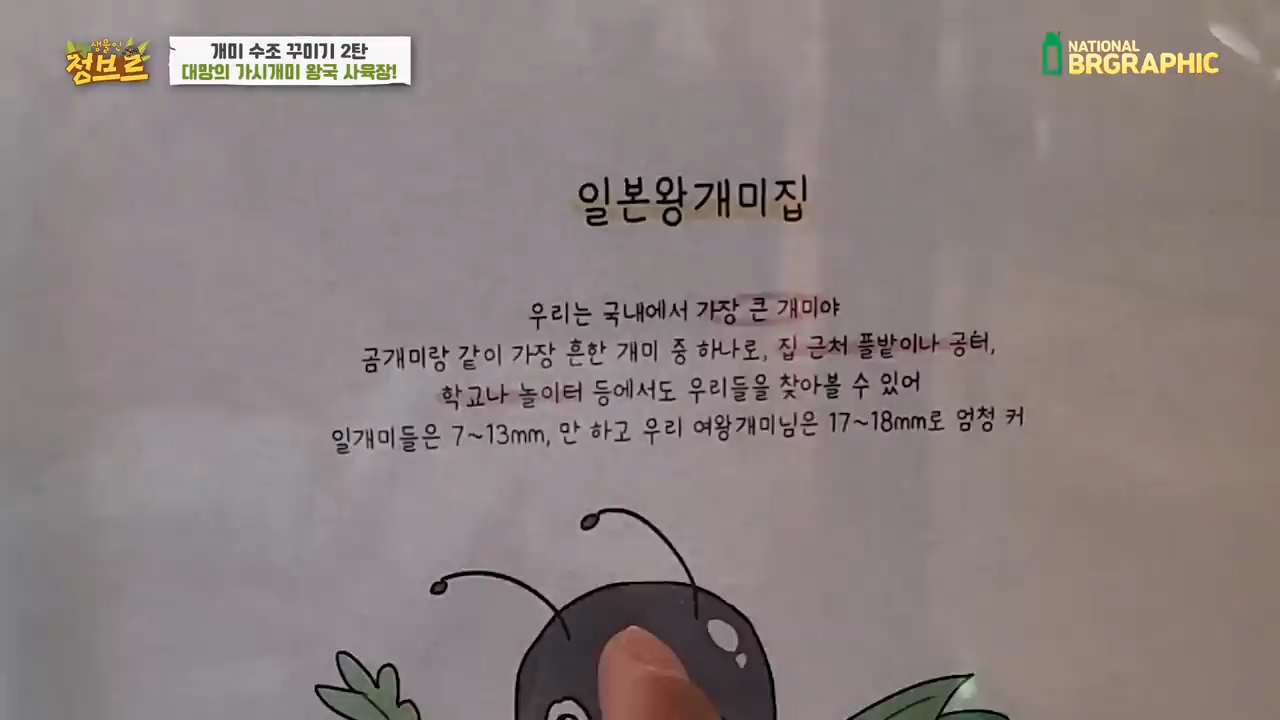 생물인
정브르
개미 수조 꾸미기 2탄
대망의 가시개미 왕국 사육장!
NATIONAL
BRGRAPHIC
일본왕개미집
우리는 국내에서 가장 큰 개미야
곰개미랑 같이 가장 흔한 개미 중 하나로, 집 근처 풀밭이나 공터,
학교나 놀이터 등에서도 우리들을 찾아볼 수 있어
일개미들은 7~13mm, 만 하고 우리 여왕개미님은 17~18mm로 엄청 커